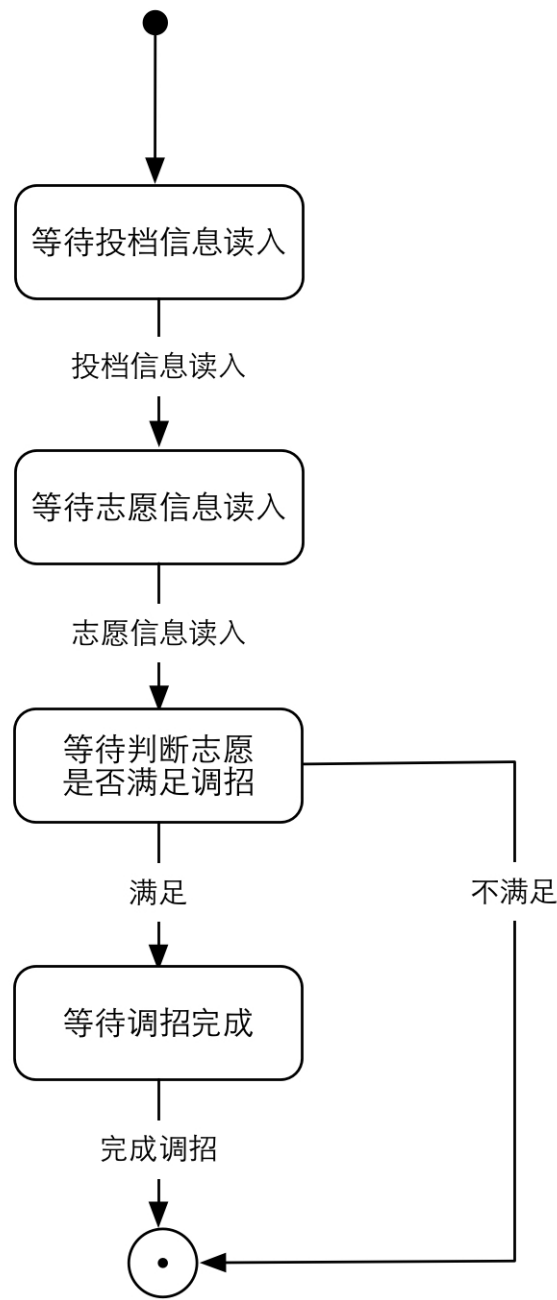 等待投档信息读入
投档信息读入
等待志愿信息读入
志愿信息读入
等待判断志愿
是否满足调招
满足
不满足
等待调招完成
完成调招